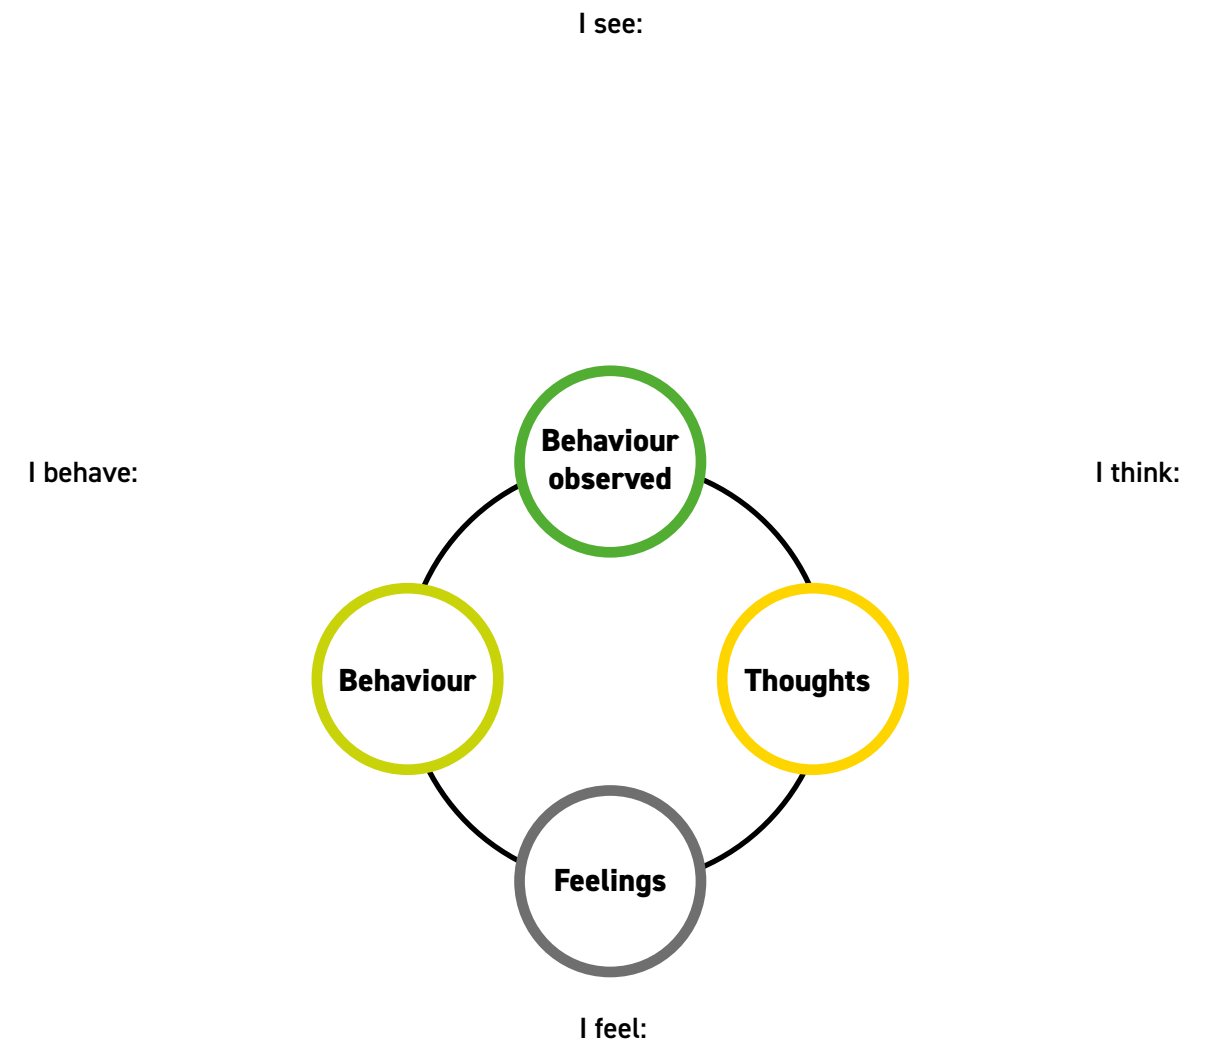 I see:
Behaviour
observed
I behave:
I think:
Behaviour
Thoughts
Feelings
I feel: